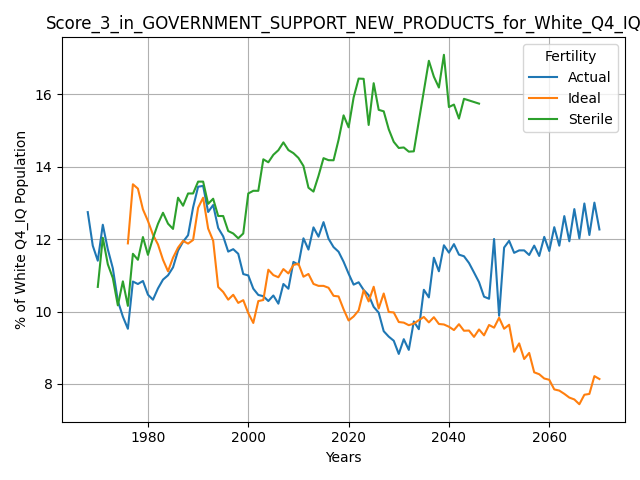 Score_3_in_GOVERNMENT_SUPPORT_NEW_PRODUCTS_for_White_Q4_IQ
Fertility
Actual
Ideal
Sterile
% of White Q4_IQ Population
16
14
12
10
8
1980
2000
2020
2040
2060
Years